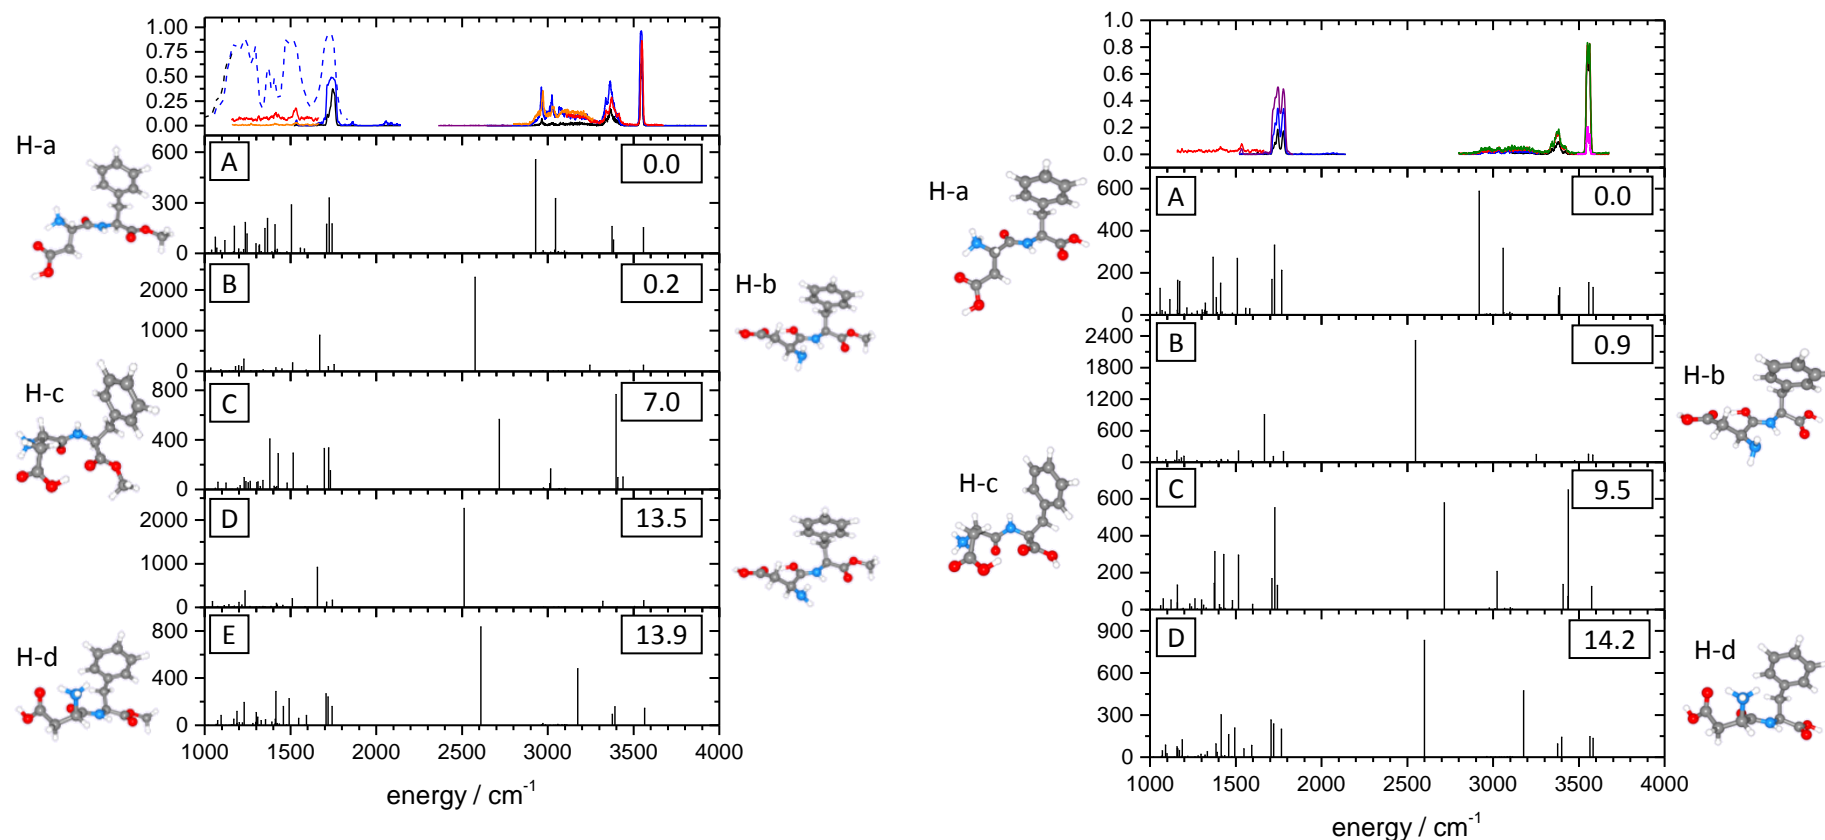 1.00
0.75
0.50
0.25
0.00
H-a
600
300
0
A
0.0
2000
1000
0
B
0.2
H-b
H-c
800
400
0
C
7.0
2000
1000
0
D
13.5
H-d
800
400
0
E
13.9
1000 1500 2000 2500 3000 3500 4000
energy / cm-1
1.0
0.8
0.6
0.4
0.2
0.0
H-a
600
400
200
0
A
0.0
2400
1800
1200
600
0
B
0.9
H-b
H-c
600
400
200
0
C
9.5
900
600
300
0
D
14.2
H-d
1000 1500 2000 2500 3000 3500 4000
energy / cm-1